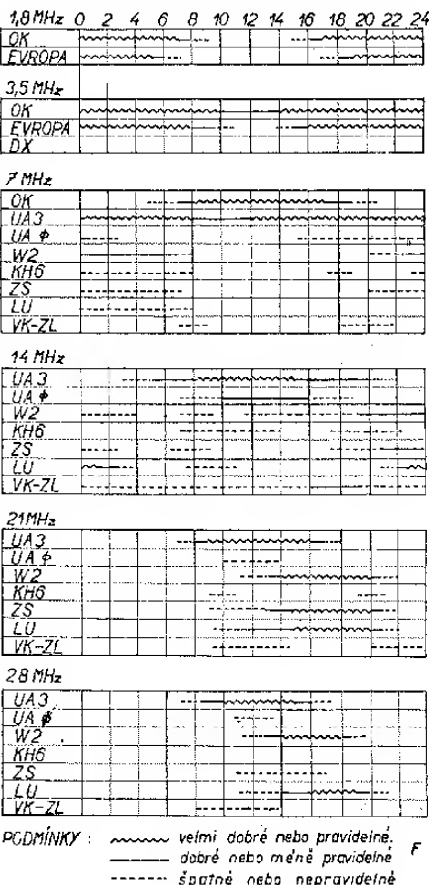 1,8 MHz 0 2 4 6 8 10 12 14 16 18 20 22 24
OK
EVROPA
3,5 MHz
OK
EVROPA
DX
7 MHz
OK
UA3
UA ϕ
W2
KH6
ZS
LU
VK-ZL
14 MHz
UA3
UA ϕ
W2
KH6
ZS
LU
VK-ZL
21 MHz
UA3
UA ϕ
W2
KH6
ZS
LU
VK-ZL
28 MHz
UA3
UA ϕ
W2
KH6
ZS
LU
VK-ZL
PODMÍNKY : velmi dobré nebo pravidelné.
dobré nebo méně pravidelné F
špatné nebo nepravidelné